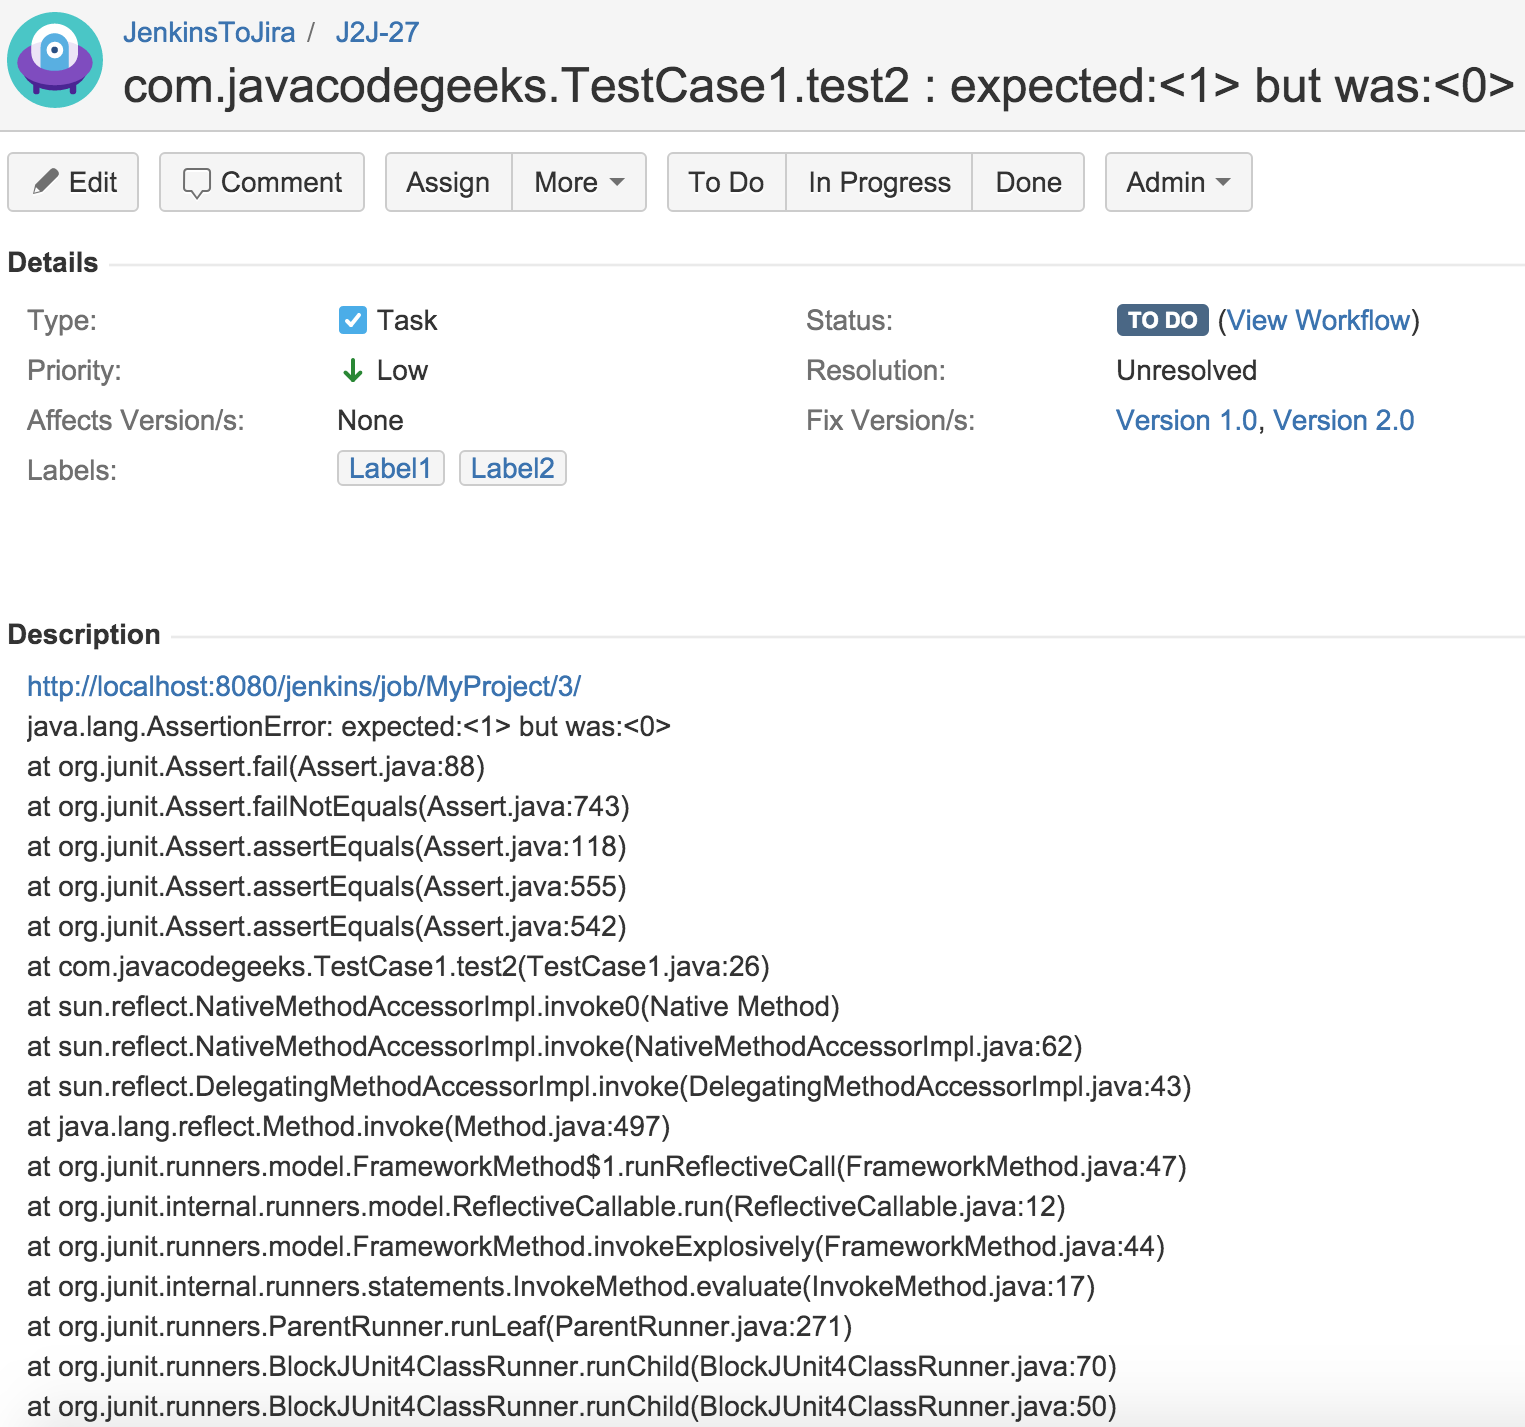 JenkinsToJira / J2J-27
com.javacodegeeks.TestCase1.test2 : expected:<1> but was:<0>
Edit Comment Assign More To Do In Progress Done Admin
Details
Type: Task Status: TO DO (View Workflow)
Priority: Low Resolution: Unresolved
Affects Version/s: None Fix Version/s: Version 1.0, Version 2.0
Labels: Label1 Label2
Description
http://localhost:8080/jenkins/job/MyProject/3/
java.lang.AssertionError: expected:<1> but was:<0>
at org.junit.Assert.fail(Assert.java:88)
at org.junit.Assert.failNotEquals(Assert.java:743)
at org.junit.Assert.assertEquals(Assert.java:118)
at org.junit.Assert.assertEquals(Assert.java:555)
at org.junit.Assert.assertEquals(Assert.java:542)
at com.javacodegeeks.TestCase1.test2(TestCase1.java:26)
at sun.reflect.NativeMethodAccessorImpl.invoke0(Native Method)
at sun.reflect.NativeMethodAccessorImpl.invoke(NativeMethodAccessorImpl.java:62)
at sun.reflect.DelegatingMethodAccessorImpl.invoke(DelegatingMethodAccessorImpl.java:43)
at java.lang.reflect.Method.invoke(Method.java:497)
at org.junit.runners.model.FrameworkMethod$1.runReflectiveCall(FrameworkMethod.java:47)
at org.junit.internal.runners.model.ReflectiveCallable.run(ReflectiveCallable.java:12)
at org.junit.runners.model.FrameworkMethod.invokeExplosively(FrameworkMethod.java:44)
at org.junit.internal.runners.statements.InvokeMethod.evaluate(InvokeMethod.java:17)
at org.junit.runners.ParentRunner.runLeaf(ParentRunner.java:271)
at org.junit.runners.BlockJUnit4ClassRunner.runChild(BlockJUnit4ClassRunner.java:70)
at org.junit.runners.BlockJUnit4ClassRunner.runChild(BlockJUnit4ClassRunner.java:50)